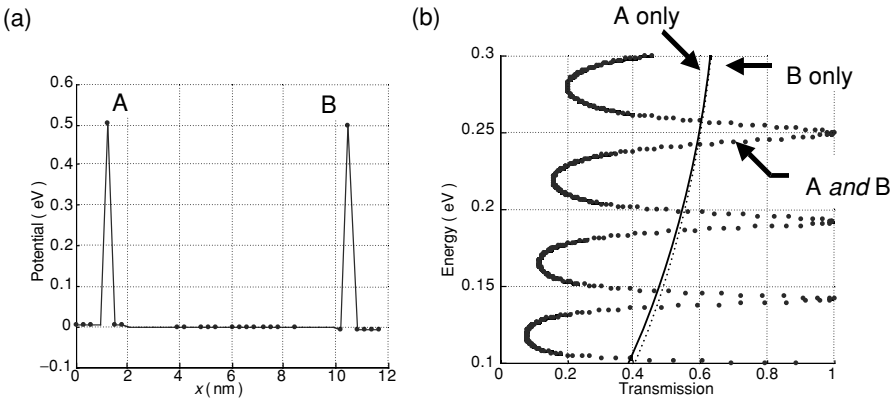 (a)
0.6
0.5
0.4
0.3
0.2
0.1
0
−0.1
Potential ( eV)
A
B
0
2
4
6
8
10
12
x ( nm)
(b)
A only
B only
A and B
0.3
0.25
0.2
0.15
0.1
Energy ( eV)
0.2
0.4
0.6
0.8
1
Transmission